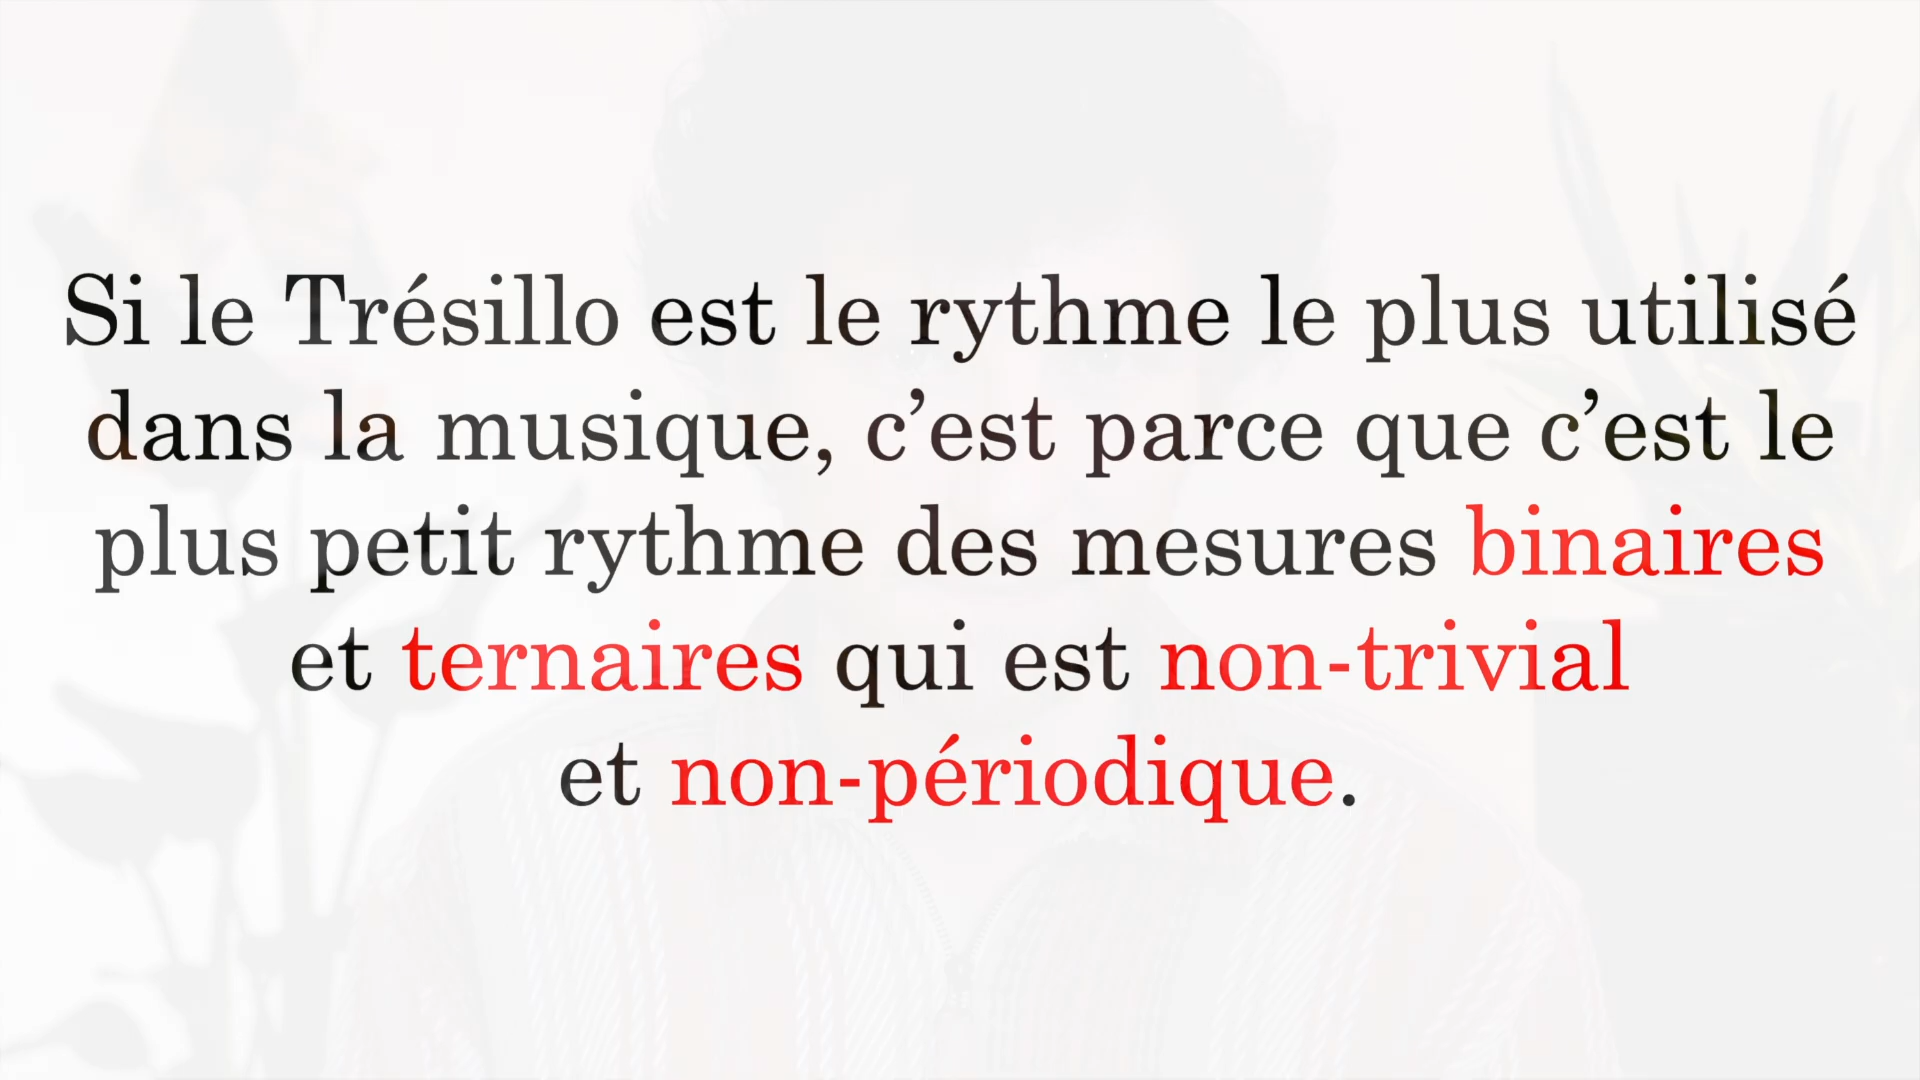 Si le Trésillo est le rythme le plus utilisé
dans la musique, c’est parce que c’est le
plus petit rythme des mesures binaires
et ternaires qui est non-trivial
et non-périodique.